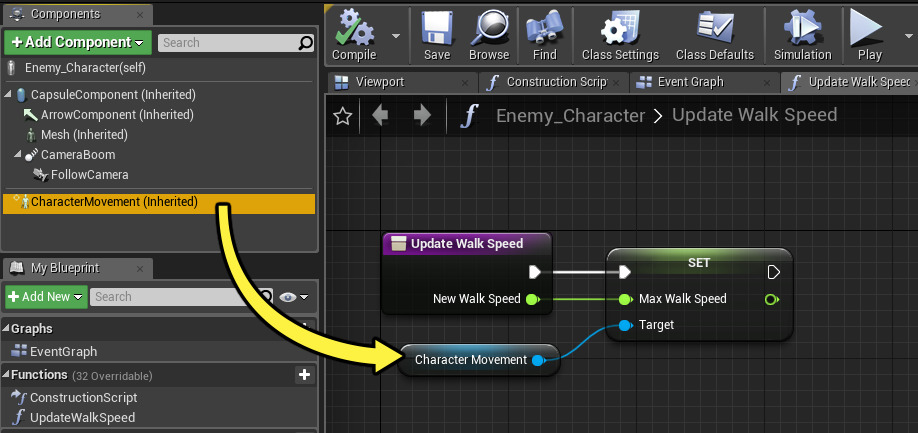 Components
+ Add Component
Search
Enemy_Character(self)
CapsuleComponent (Inherited)
ArrowComponent (Inherited)
Mesh (Inherited)
CameraBoom
FollowCamera
CharacterMovement (Inherited)
My Blueprint
+ Add New
Search
Graphs
EventGraph
Functions (32 Overridable)
ConstructionScript
UpdateWalkSpeed
Compile
Save
Browse
Find
Class Settings
Class Defaults
Simulation
Play
Viewport
Construction Scrip
Event Graph
Update Walk Speed
Enemy_Character > Update Walk Speed
Update Walk Speed
New Walk Speed
SET
Max Walk Speed
Target
Character Movement